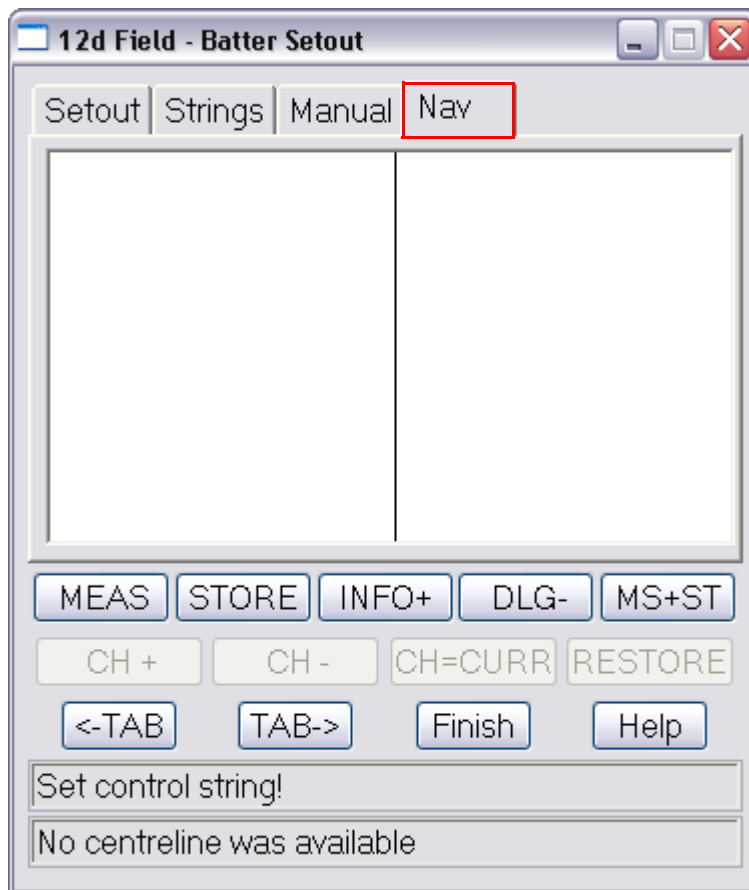 12d Field - Batter Setout
Setout Strings Manual Nav
MEAS STORE INFO+ DLG- MS+ST
CH + CH - CH=CURR RESTORE
<-TAB TAB-> Finish Help
Set control string!
No centreline was available